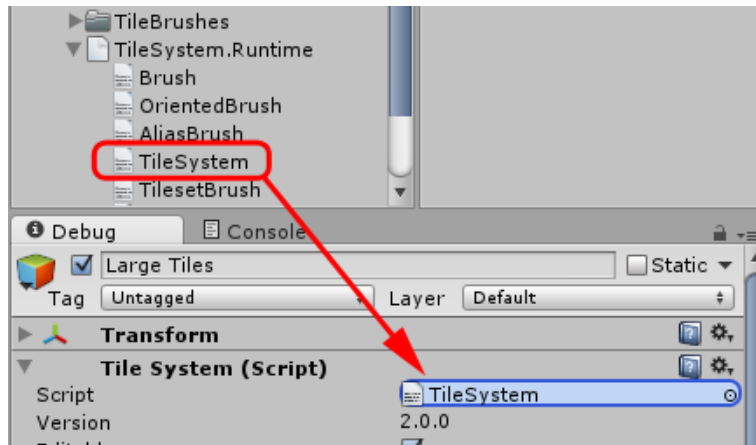 TileBrushes
TileSystem.Runtime
Brush
OrientedBrush
AliasBrush
TileSystem
TilesetBrush
Debug Console
Large Tiles Static
Tag Untagged Layer Default
Transform
Tile System (Script)
Script TileSystem
Version 2.0.0